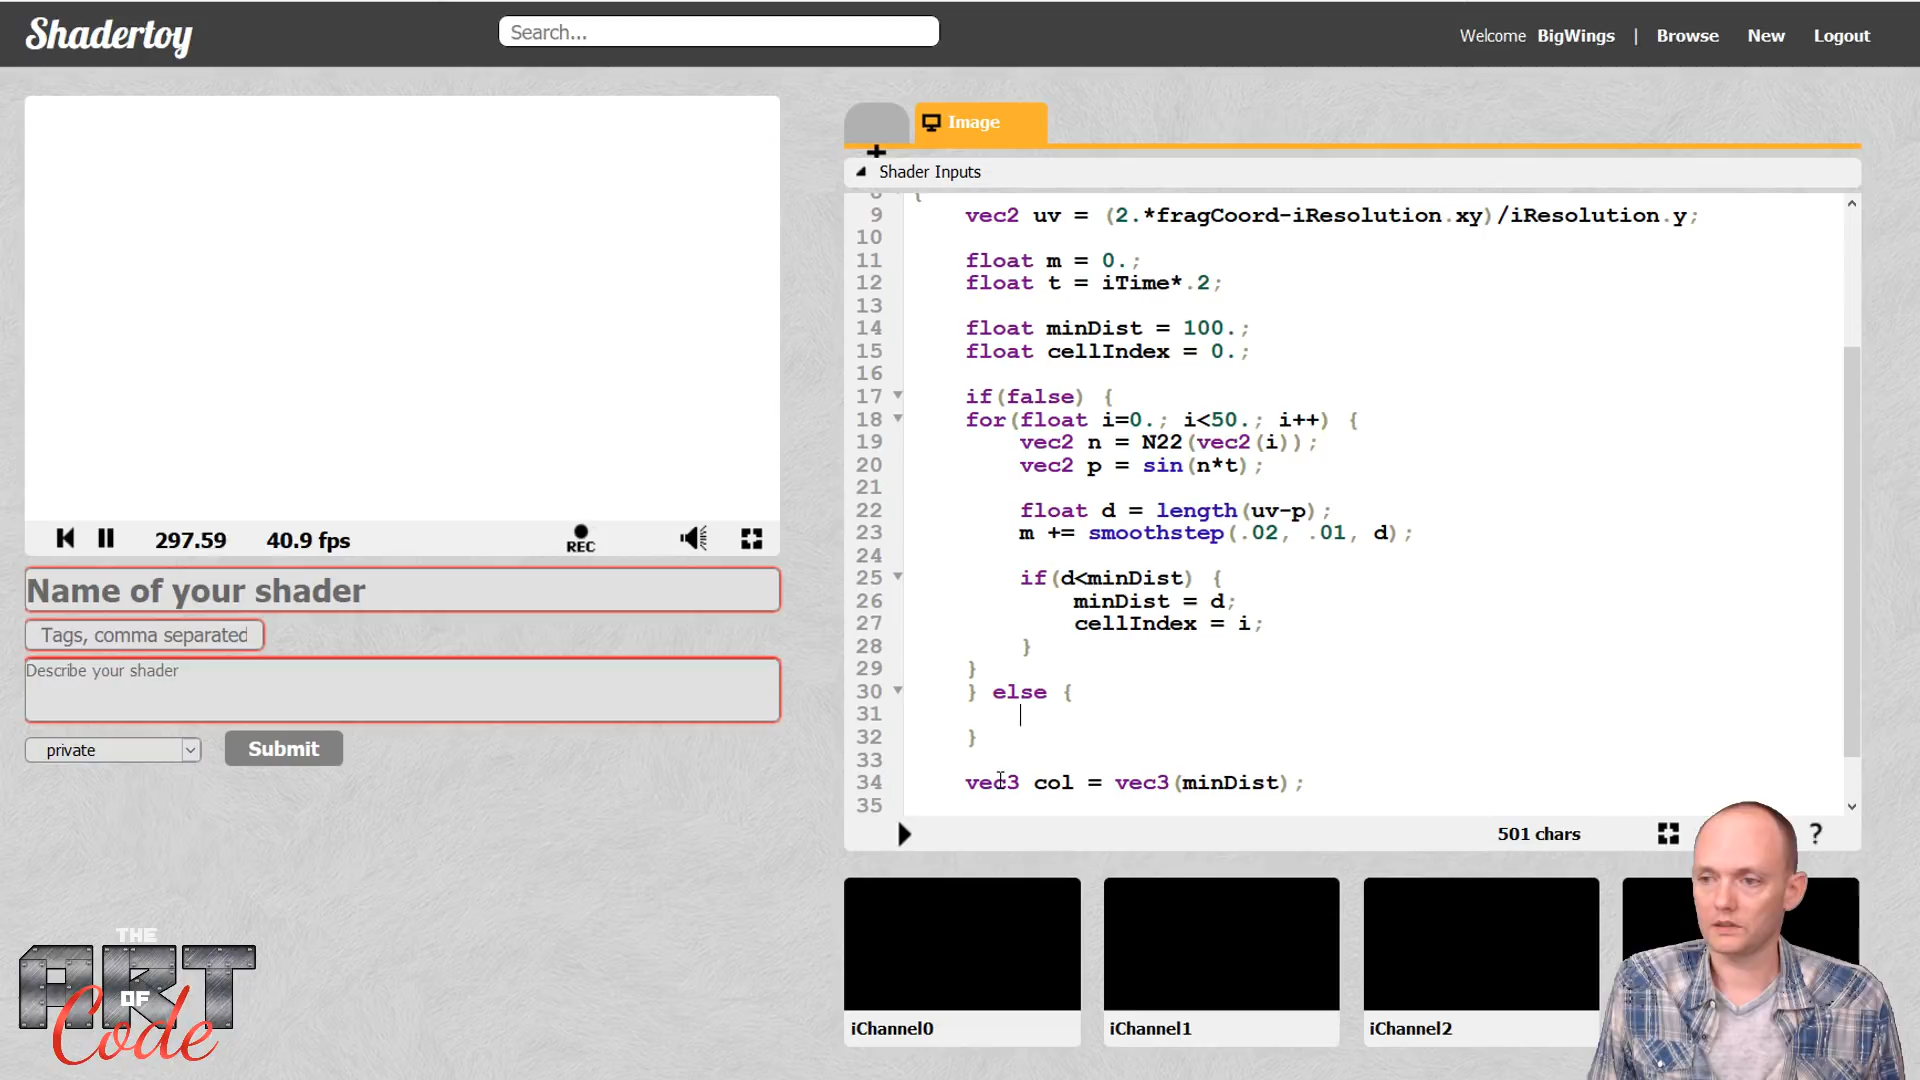 Shadertoy
Search...
Welcome BigWings | Browse New Logout
Image
+
Shader Inputs
8 {
9 vec2 uv = (2.*fragCoord-iResolution.xy)/iResolution.y;
10
11 float m = 0.;
12 float t = iTime*.2;
13
14 float minDist = 100.;
15 float cellIndex = 0.;
16
17 if(false) {
18 for(float i=0.; i<50.; i++) {
19 vec2 n = N22(vec2(i));
20 vec2 p = sin(n*t);
21
22 float d = length(uv-p);
23 m += smoothstep(.02, .01, d);
24
25 if(d<minDist) {
26 minDist = d;
27 cellIndex = i;
28 }
29 }
30 } else {
31
32 }
33
34 vec3 col = vec3(minDist);
35
501 chars
?
297.59 40.9 fps REC
Name of your shader
Tags, comma separated
Describe your shader
private Submit
iChannel0 iChannel1 iChannel2
THE
ART
OF
Code